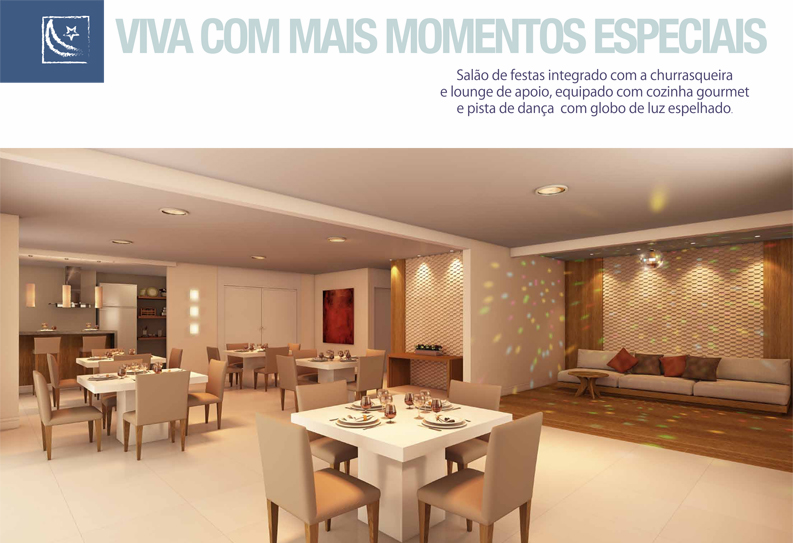 VIVA COM MAIS MOMENTOS ESPECIAIS
Salão de festas integrado com a churrasqueira
e lounge de apoio, equipado com cozinha gourmet
e pista de dança com globo de luz espelhado.